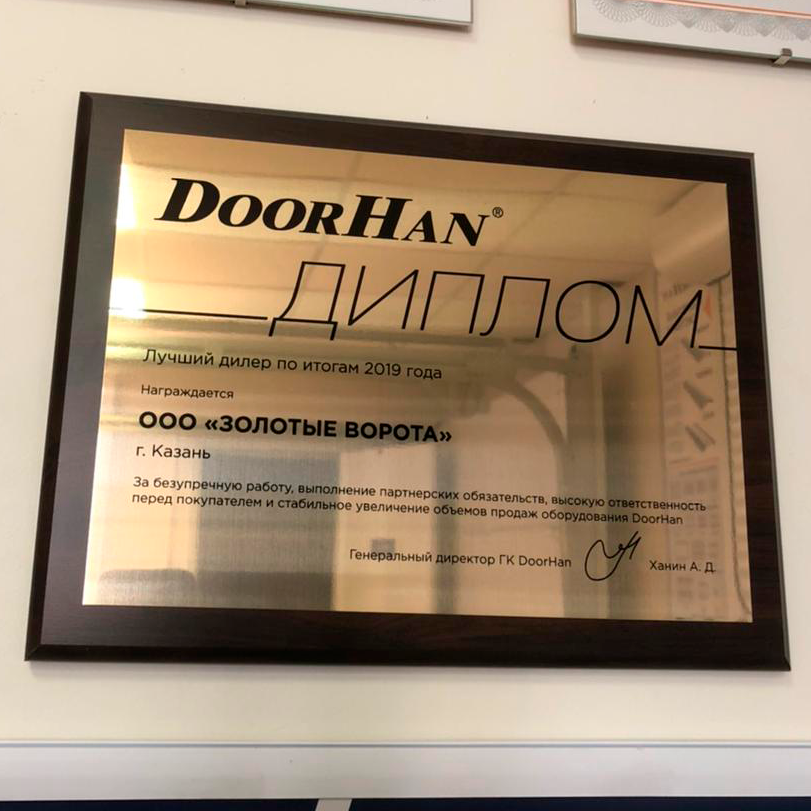 DOORHAN®
ДИПЛОМ
Лучший дилер по итогам 2019 года
Награждается
ООО «ЗОЛОТЫЕ ВОРОТА»
г. Казань
За безупречную работу, выполнение партнерских обязательств, высокую ответственность
перед покупателем и стабильное увеличение объемов продаж оборудования DoorHan
Генеральный директор ГК DoorHan Ханин А. Д.